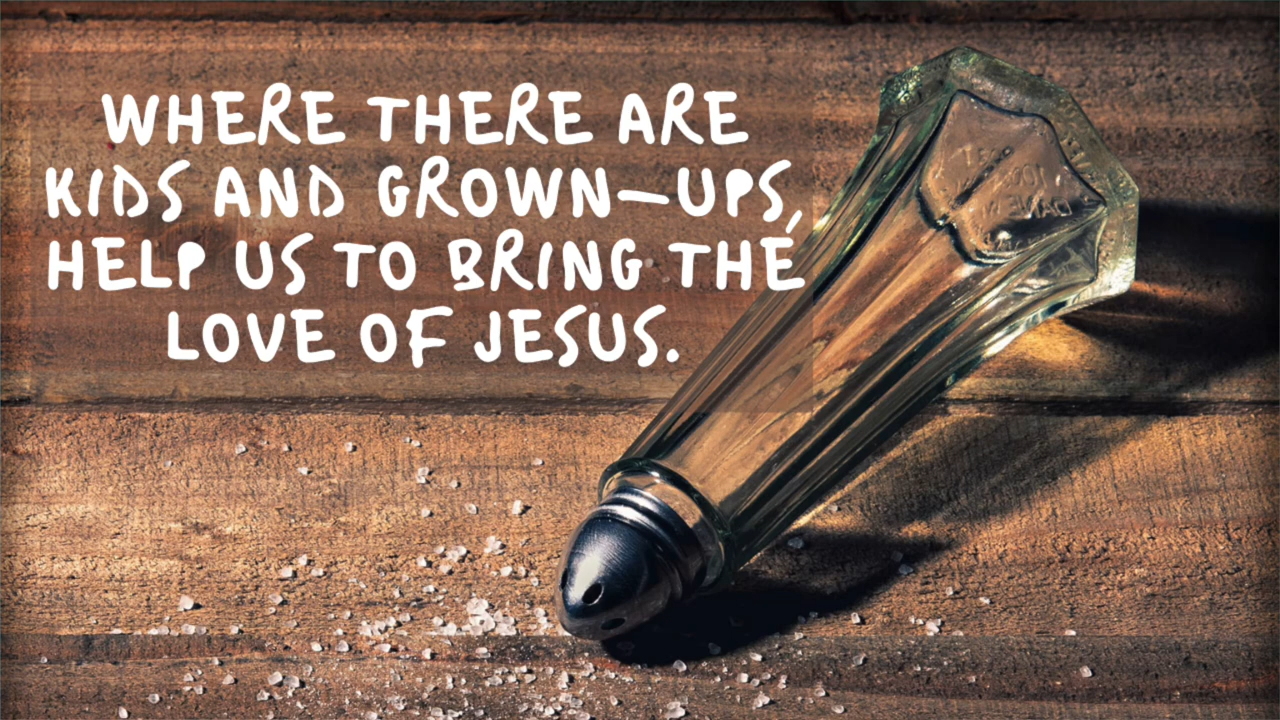 WHERE THERE ARE
KIDS AND GROWN-UPS,
HELP US TO BRING THE
LOVE OF JESUS.